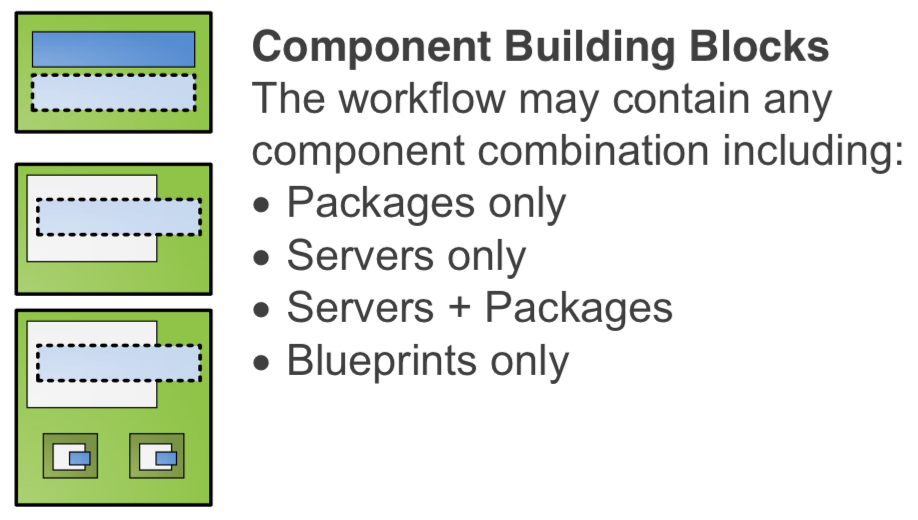 Component Building Blocks
The workflow may contain any
component combination including:
• Packages only
• Servers only
• Servers + Packages
• Blueprints only